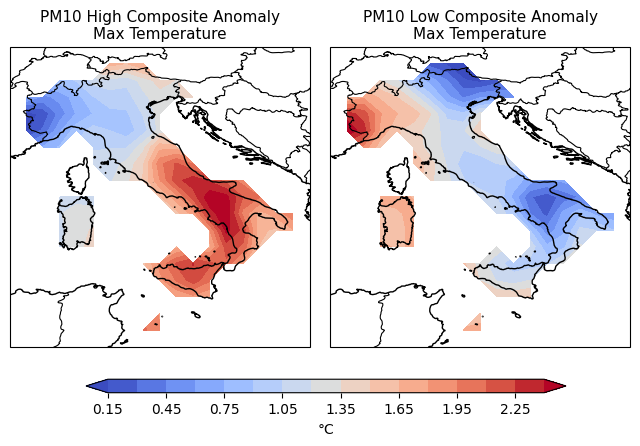 PM10 High Composite Anomaly
Max Temperature
PM10 Low Composite Anomaly
Max Temperature
0.15 0.45 0.75 1.05 1.35 1.65 1.95 2.25
°C